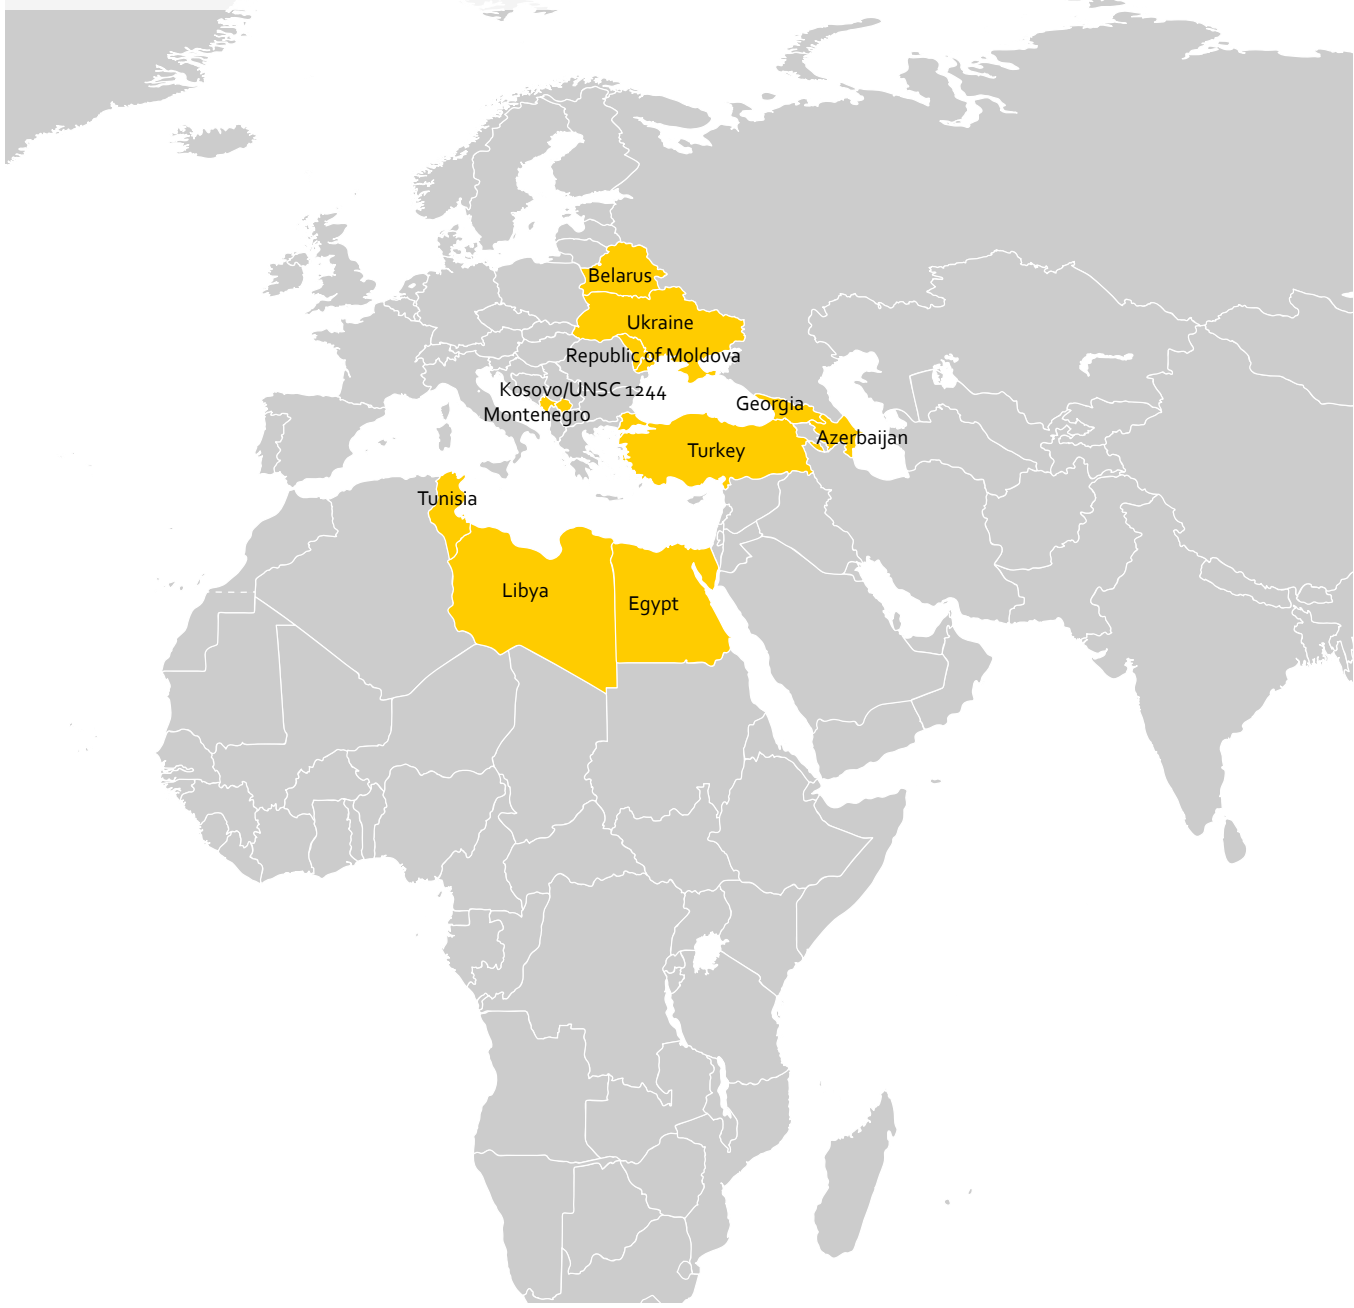 Belarus
Ukraine
Republic of Moldova
Kosovo/UNSC 1244
Montenegro
Georgia
Azerbaijan
Turkey
Tunisia
Libya
Egypt